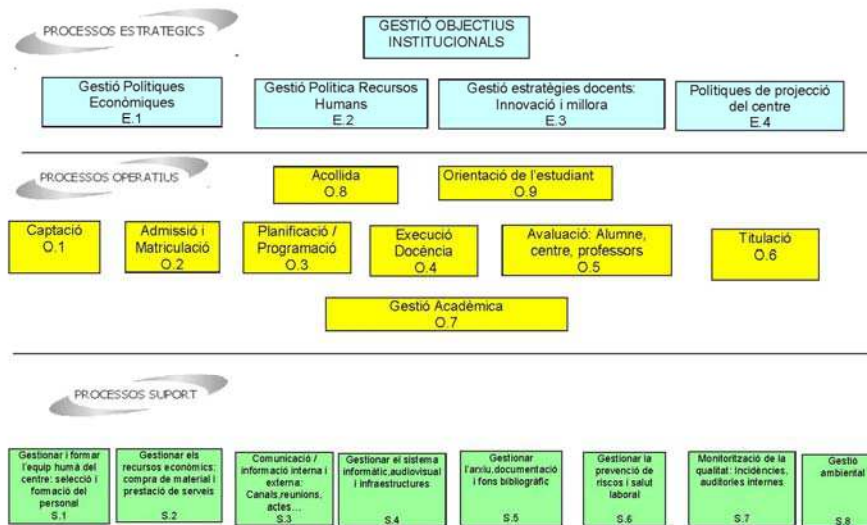 PROCESSOS ESTRATEGICS
GESTIÓ OBJECTIUS
INSTITUCIONALS
Gestió Polítiques
Econòmiques
E.1
Gestió Política Recursos
Humans
E.2
Gestió estratègies docents:
Innovació i millora
E.3
Polítiques de projecció
del centre
E.4
PROCESSOS OPERATIUS
Acollida
O.8
Orientació de l'estudiant
O.9
Captació
O.1
Admissió i
Matriculació
O.2
Planificació /
Programació
O.3
Execució
Docència
O.4
Avaluació: Alumne,
centre, professors
O.5
Titulació
O.6
Gestió Acadèmica
O.7
PROCESSOS SUPORT
Gestionar i formar
l'equip humà del
centre: selecció i
formació del
personal
S.1
Gestionar els
recursos econòmics:
compra de material i
prestació de serveis
S.2
Comunicació /
informació interna i
externa:
Canals,reunions,
actes...
S.3
Gestionar el sistema
informàtic,audiovisual
i infraestructures
S.4
Gestionar
l'arxiu,documentació
i fons bibliogràfic
S.5
Gestionar la
prevenció de
riscos i salut
laboral
S.6
Monitorització de la
qualitat: Incidències,
auditories internes
S.7
Gestió
ambiental
S.8